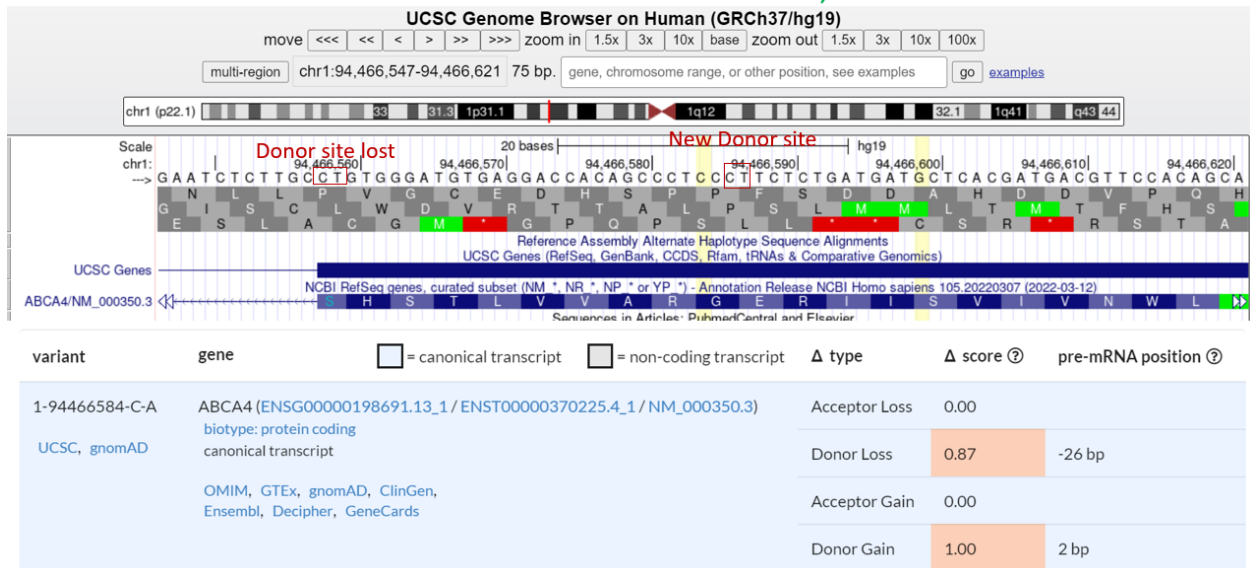 UCSC Genome Browser on Human (GRCh37/hg19)
move <<< << < > >> >>> zoom in 1.5x 3x 10x base zoom out 1.5x 3x 10x 100x
multi-region chr1:94,466,547-94,466,621 75 bp. gene, chromosome range, or other position, see examples go examples
chr1 (p22.1) 33 31.3 1p31.1 1q12 32.1 1q41 q43 44
Scale 20 bases hg19
Donor site lost New Donor site
chr1: 94,466,560 94,466,570 94,466,580 94,466,590 94,466,600 94,466,610 94,466,620
---> G A A T C T C T T G C C T G T G G G A T G T G A G G A C C A C A G C C C T C C C T T C T C T G A T G A T G C T C A C G A T G A C G T T C C A C A G C A
N L L P V G C E D H S P P F S D D A H D D V P Q H
G I S C L W D V R T T A L P S L M M L T M T F H S
E S L A C G M * G P Q P S L L * * C S R * R S T A
Reference Assembly Alternate Haplotype Sequence Alignments
UCSC Genes (RefSeq, GenBank, CCDS, Rfam, tRNAs & Comparative Genomics)
UCSC Genes
NCBI RefSeq genes, curated subset (NM_*, NR_*, NP_* or YP_*) - Annotation Release NCBI Homo sapiens 105.20220307 (2022-03-12)
ABCA4/NM_000350.3 S H S T L V V A R G E R I I S V I V N W L
Sequences in Articles: PubmedCentral and Elsevier
variant gene = canonical transcript = non-coding transcript Δ type Δ score ? pre-mRNA position ?
1-94466584-C-A ABCA4 (ENSG00000198691.13_1 / ENST00000370225.4_1 / NM_000350.3) Acceptor Loss 0.00
biotype: protein coding
UCSC, gnomAD canonical transcript Donor Loss 0.87 -26 bp
OMIM, GTEx, gnomAD, ClinGen, Acceptor Gain 0.00
Ensembl, Decipher, GeneCards
Donor Gain 1.00 2 bp